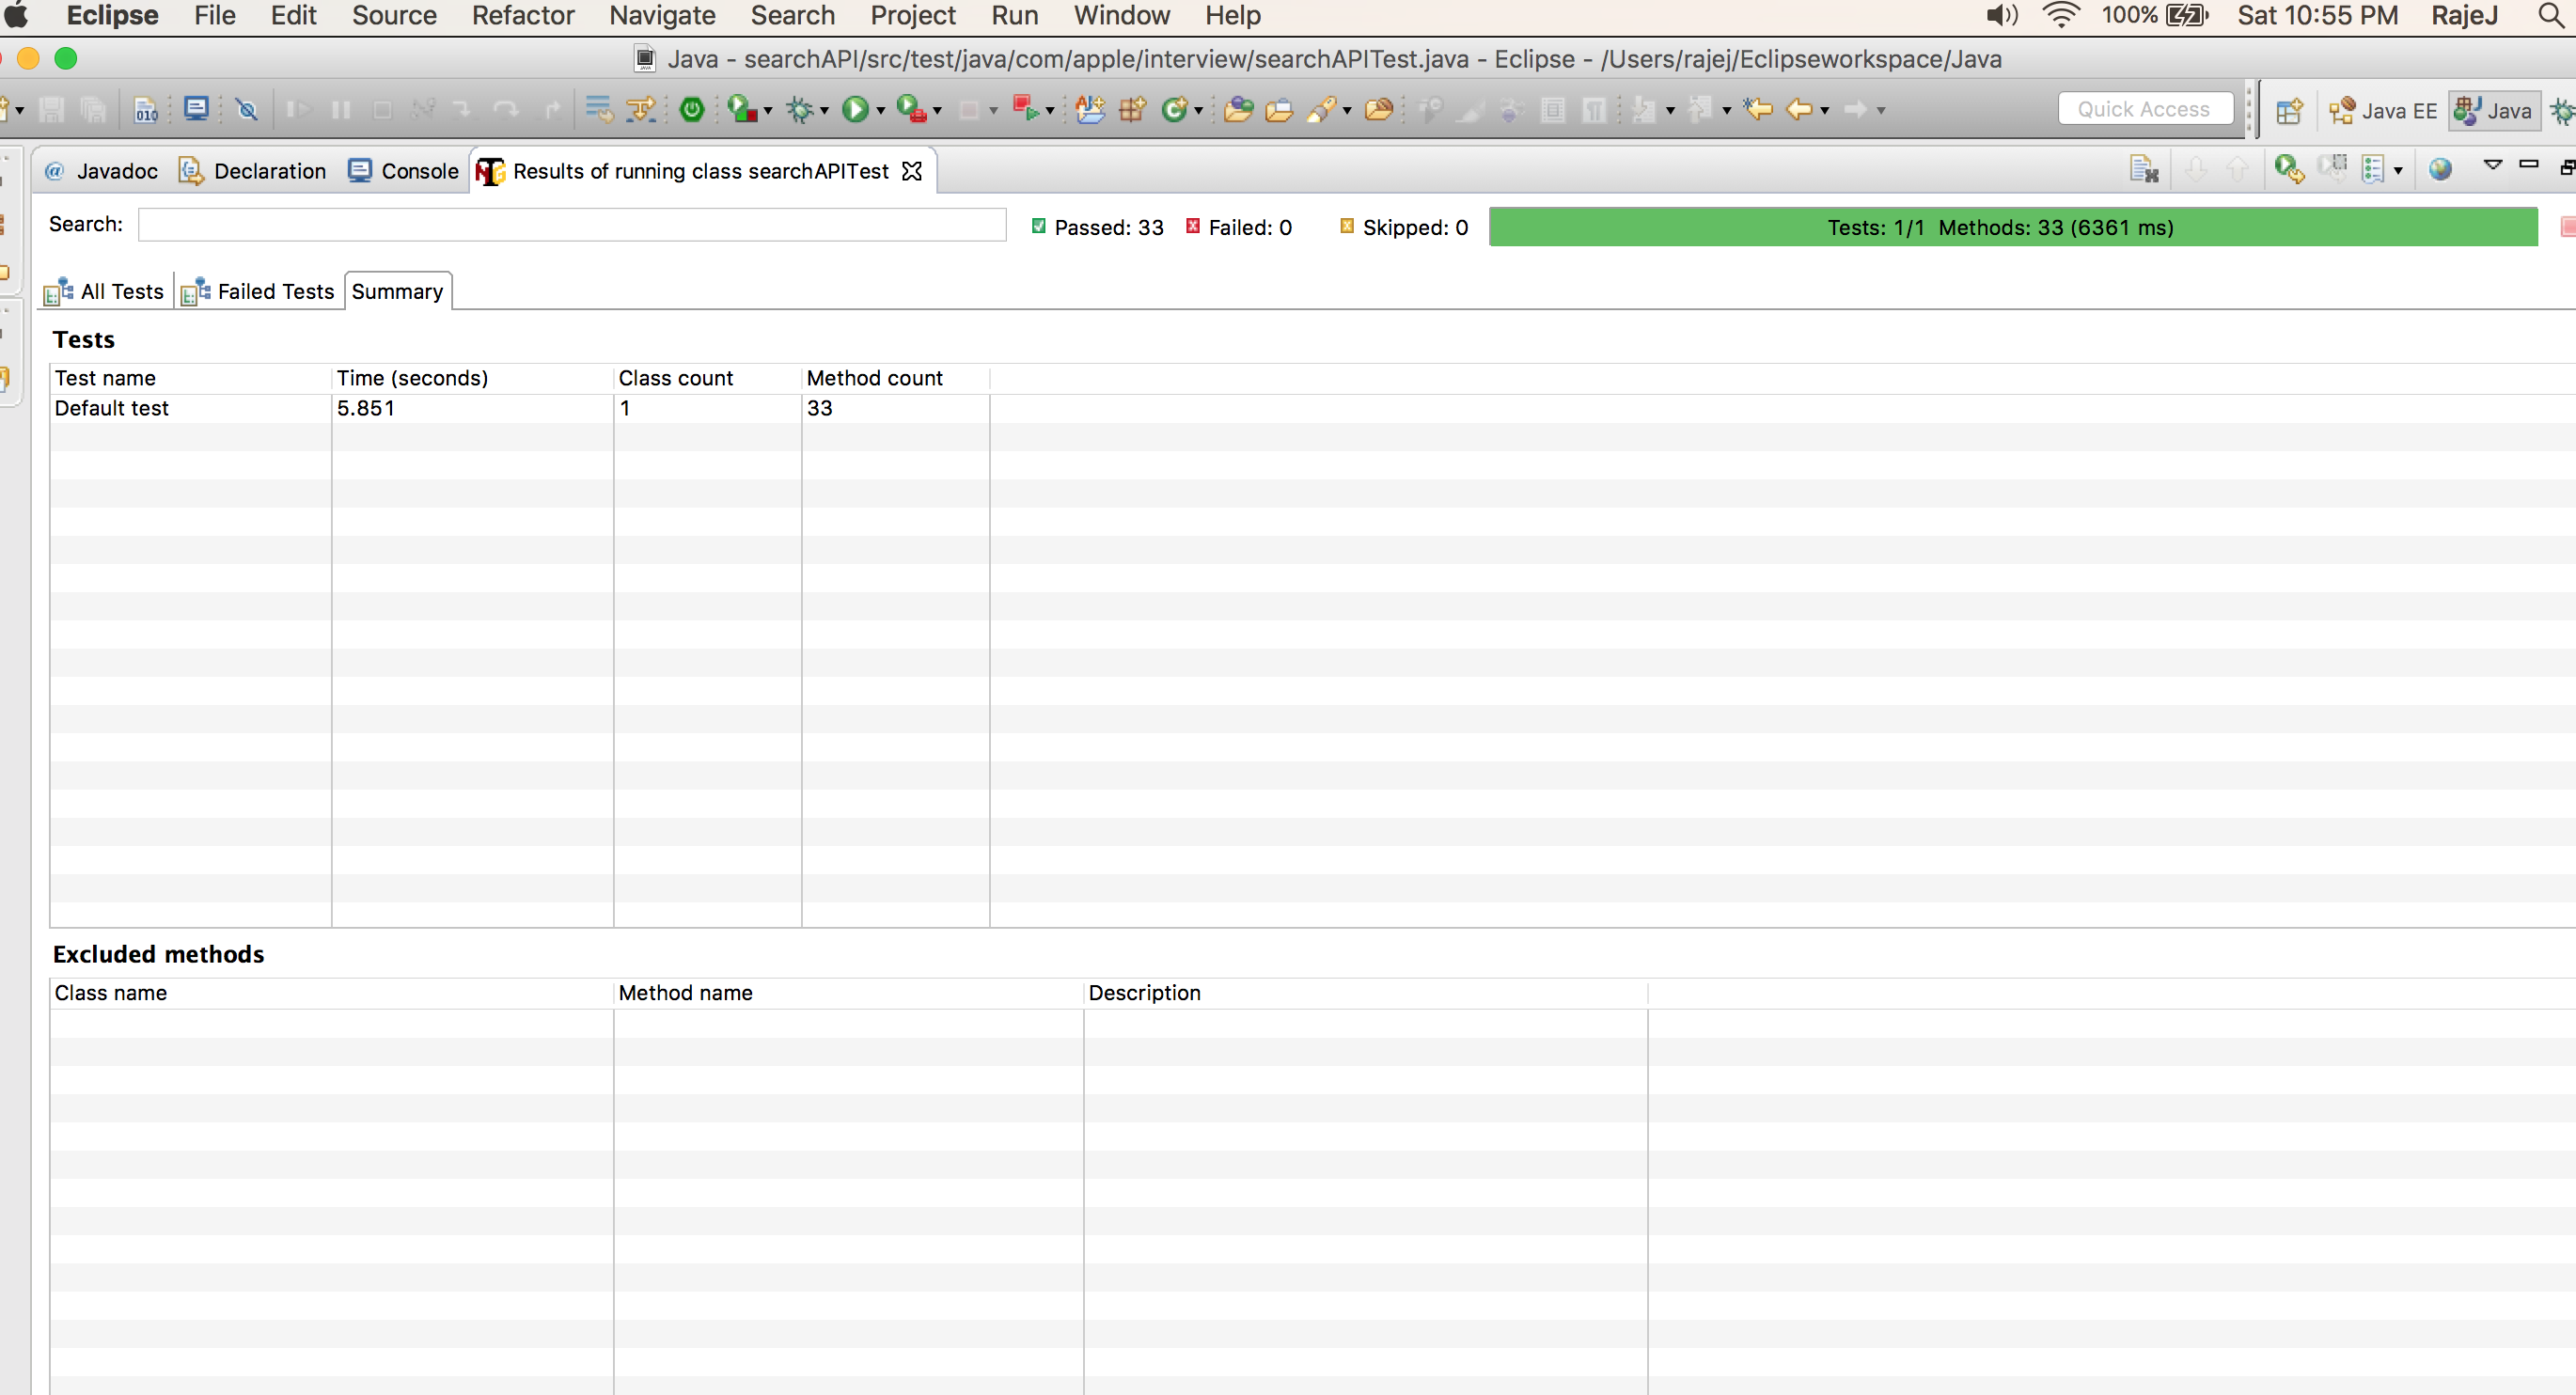 Eclipse File Edit Source Refactor Navigate Search Project Run Window Help 100% Sat 10:55 PM RajeJ
Java - searchAPI/src/test/java/com/apple/interview/searchAPITest.java - Eclipse - /Users/rajej/Eclipseworkspace/Java
010 Quick Access Java EE Java
@ Javadoc Declaration Console Results of running class searchAPITest
Search: Passed: 33 Failed: 0 Skipped: 0 Tests: 1/1 Methods: 33 (6361 ms)
All Tests Failed Tests Summary
Tests
Test name Time (seconds) Class count Method count
Default test 5.851 1 33
Excluded methods
Class name Method name Description